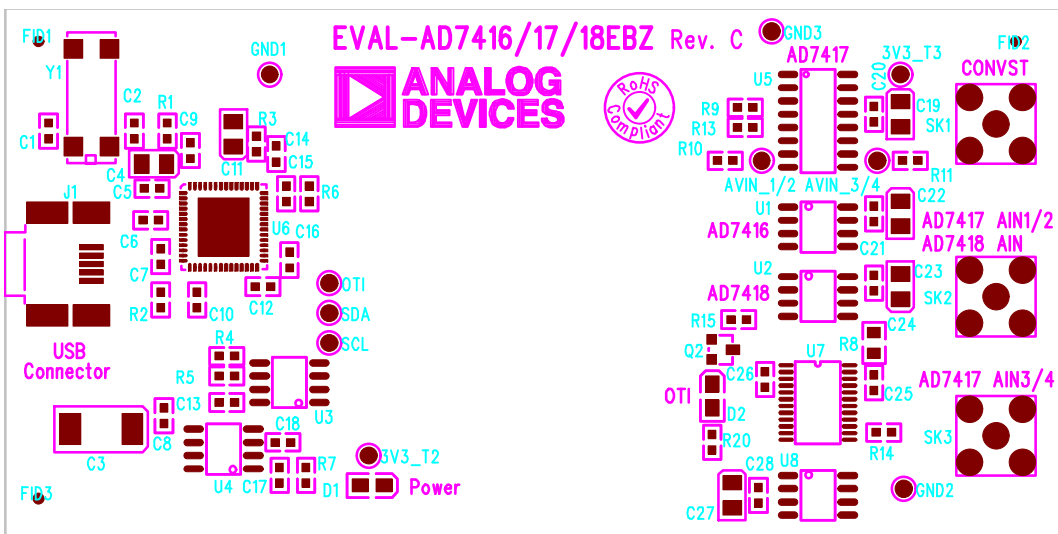 EVAL-AD7416/17/18EBZ Rev. C
FID1
Y1
GND1
ANALOG
DEVICES
RoHS
Compliant
GND3
AD7417
3V3_T3
FID2
CONVST
U5
C20
C19
SK1
C2
R1
C9
R3
C14
C15
C1
C4
C11
C5
R9
R13
R10
R11
AVIN_1/2
AVIN_3/4
J1
R6
U6
C16
C6
C7
U1
AD7416
C22
C21
AD7417 AIN1/2
AD7418 AIN
U2
AD7418
C23
SK2
R2
C10
C12
OTI
SDA
SCL
R15
Q2
U7
C24
R8
USB
Connector
R4
R5
C13
U3
C26
C25
AD7417 AIN3/4
OTI
D2
C3
C8
C18
R20
R14
SK3
U4
C17
R7
3V3_T2
D1
Power
C28
U8
C27
GND2
FID3